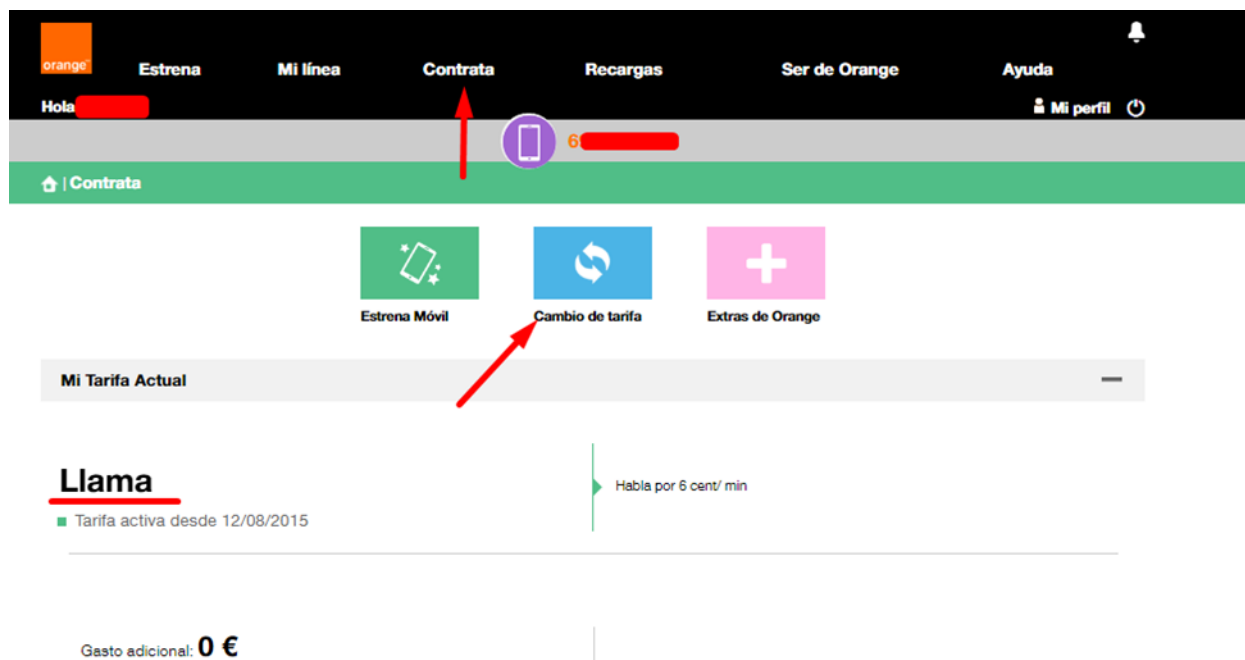 orange
Estrena Mi línea Contrata Recargas Ser de Orange Ayuda
Hola
Mi perfil
6
| Contrata
Estrena Móvil Cambio de tarifa Extras de Orange
Mi Tarifa Actual
Llama
Habla por 6 cent/ min
Tarifa activa desde 12/08/2015
Gasto adicional: 0 €